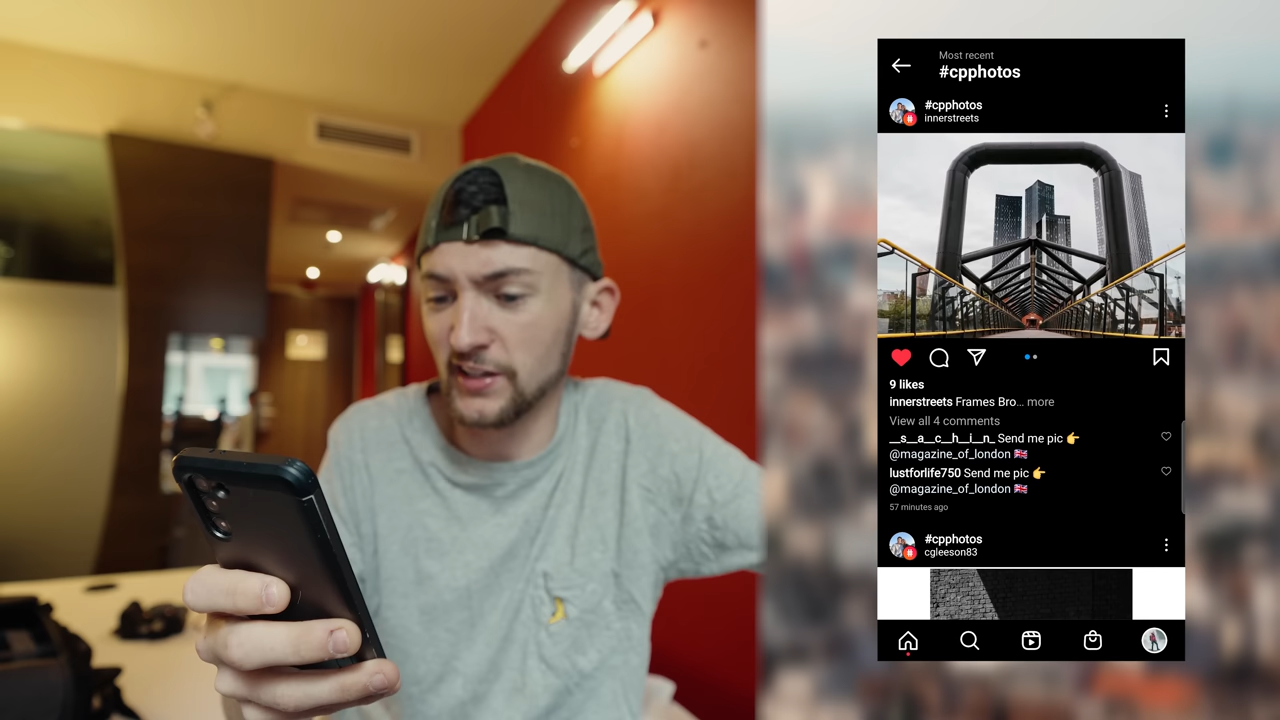 Most recent
#cpphotos
#cpphotos
innerstreets
9 likes
innerstreets Frames Bro... more
View all 4 comments
__s__a__c__h__i__n_ Send me pic 👉
@magazine_of_london 🇬🇧
lustforlife750 Send me pic 👉
@magazine_of_london 🇬🇧
57 minutes ago
#cpphotos
cgleeson83